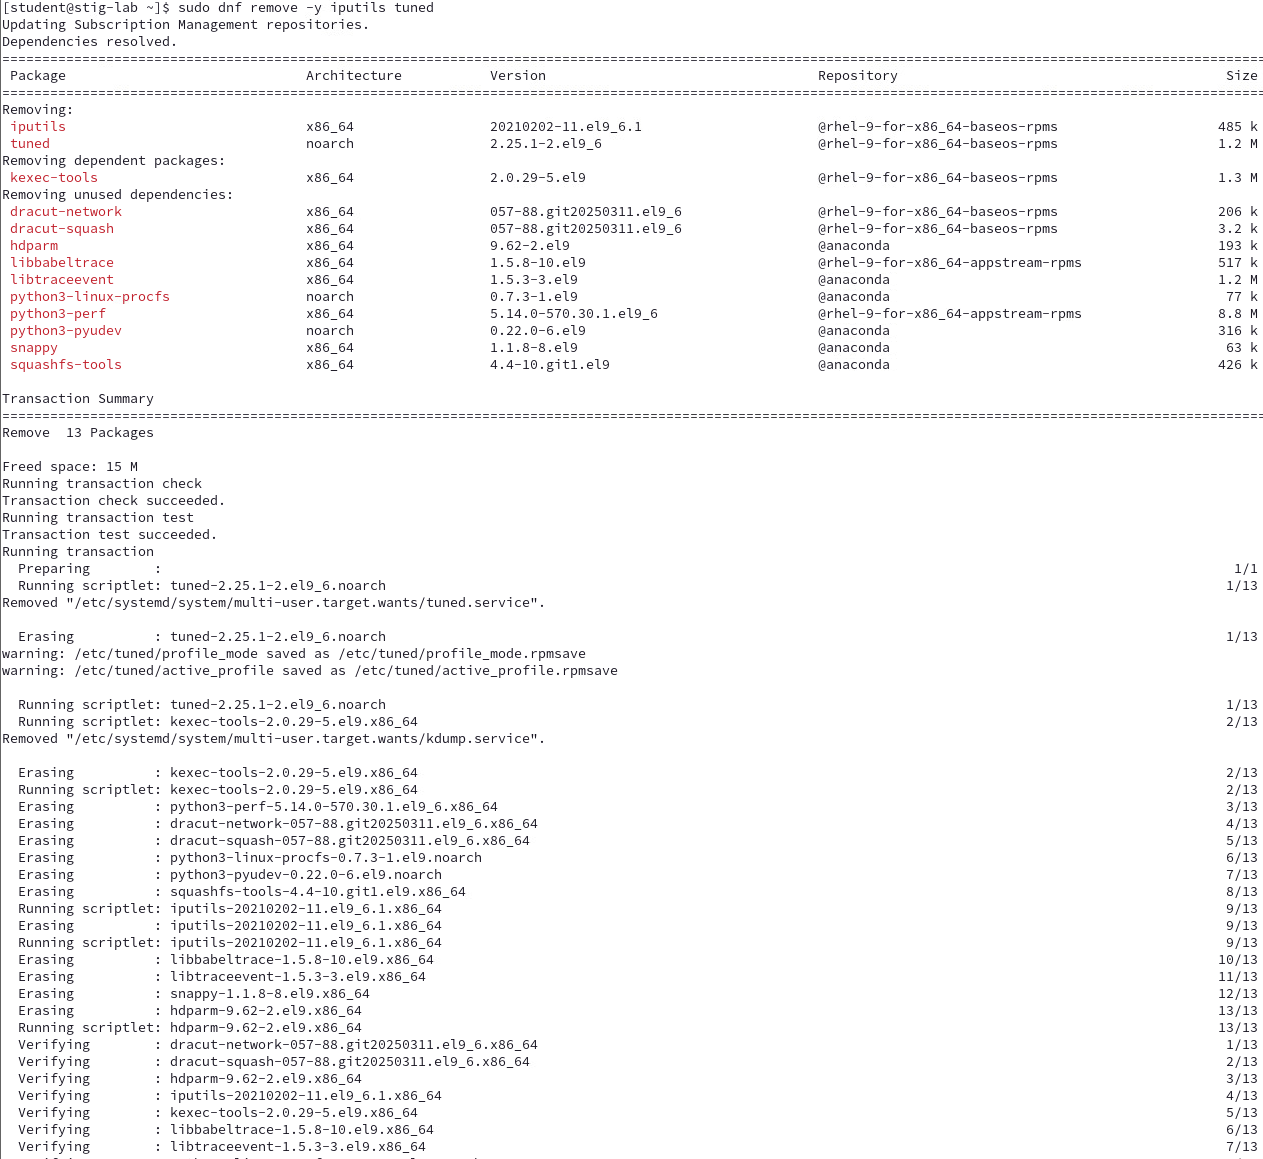 [student@stig-lab ~]$ sudo dnf remove -y iputils tuned
Updating Subscription Management repositories.
Dependencies resolved.
================================================================================
Package Architecture Version Repository Size
================================================================================
Removing:
iputils x86_64 20210202-11.el9_6.1 @rhel-9-for-x86_64-baseos-rpms 485 k
tuned noarch 2.25.1-2.el9_6 @rhel-9-for-x86_64-baseos-rpms 1.2 M
Removing dependent packages:
kexec-tools x86_64 2.0.29-5.el9 @rhel-9-for-x86_64-baseos-rpms 1.3 M
Removing unused dependencies:
dracut-network x86_64 057-88.git20250311.el9_6 @rhel-9-for-x86_64-baseos-rpms 206 k
dracut-squash x86_64 057-88.git20250311.el9_6 @rhel-9-for-x86_64-baseos-rpms 3.2 k
hdparm x86_64 9.62-2.el9 @anaconda 193 k
libbabeltrace x86_64 1.5.8-10.el9 @rhel-9-for-x86_64-appstream-rpms 517 k
libtraceevent x86_64 1.5.3-3.el9 @anaconda 1.2 M
python3-linux-procfs noarch 0.7.3-1.el9 @anaconda 77 k
python3-perf x86_64 5.14.0-570.30.1.el9_6 @rhel-9-for-x86_64-appstream-rpms 8.8 M
python3-pyudev noarch 0.22.0-6.el9 @anaconda 316 k
snappy x86_64 1.1.8-8.el9 @anaconda 63 k
squashfs-tools x86_64 4.4-10.git1.el9 @anaconda 426 k
Transaction Summary
================================================================================
Remove 13 Packages
Freed space: 15 M
Running transaction check
Transaction check succeeded.
Running transaction test
Transaction test succeeded.
Running transaction
Preparing : 1/1
Running scriptlet: tuned-2.25.1-2.el9_6.noarch 1/13
Removed "/etc/systemd/system/multi-user.target.wants/tuned.service".
Erasing : tuned-2.25.1-2.el9_6.noarch 1/13
warning: /etc/tuned/profile_mode saved as /etc/tuned/profile_mode.rpmsave
warning: /etc/tuned/active_profile saved as /etc/tuned/active_profile.rpmsave
Running scriptlet: tuned-2.25.1-2.el9_6.noarch 1/13
Running scriptlet: kexec-tools-2.0.29-5.el9.x86_64 2/13
Removed "/etc/systemd/system/multi-user.target.wants/kdump.service".
Erasing : kexec-tools-2.0.29-5.el9.x86_64 2/13
Running scriptlet: kexec-tools-2.0.29-5.el9.x86_64 2/13
Erasing : python3-perf-5.14.0-570.30.1.el9_6.x86_64 3/13
Erasing : dracut-network-057-88.git20250311.el9_6.x86_64 4/13
Erasing : dracut-squash-057-88.git20250311.el9_6.x86_64 5/13
Erasing : python3-linux-procfs-0.7.3-1.el9.noarch 6/13
Erasing : python3-pyudev-0.22.0-6.el9.noarch 7/13
Erasing : squashfs-tools-4.4-10.git1.el9.x86_64 8/13
Running scriptlet: iputils-20210202-11.el9_6.1.x86_64 9/13
Erasing : iputils-20210202-11.el9_6.1.x86_64 9/13
Running scriptlet: iputils-20210202-11.el9_6.1.x86_64 9/13
Erasing : libbabeltrace-1.5.8-10.el9.x86_64 10/13
Erasing : libtraceevent-1.5.3-3.el9.x86_64 11/13
Erasing : snappy-1.1.8-8.el9.x86_64 12/13
Erasing : hdparm-9.62-2.el9.x86_64 13/13
Running scriptlet: hdparm-9.62-2.el9.x86_64 13/13
Verifying : dracut-network-057-88.git20250311.el9_6.x86_64 1/13
Verifying : dracut-squash-057-88.git20250311.el9_6.x86_64 2/13
Verifying : hdparm-9.62-2.el9.x86_64 3/13
Verifying : iputils-20210202-11.el9_6.1.x86_64 4/13
Verifying : kexec-tools-2.0.29-5.el9.x86_64 5/13
Verifying : libbabeltrace-1.5.8-10.el9.x86_64 6/13
Verifying : libtraceevent-1.5.3-3.el9.x86_64 7/13